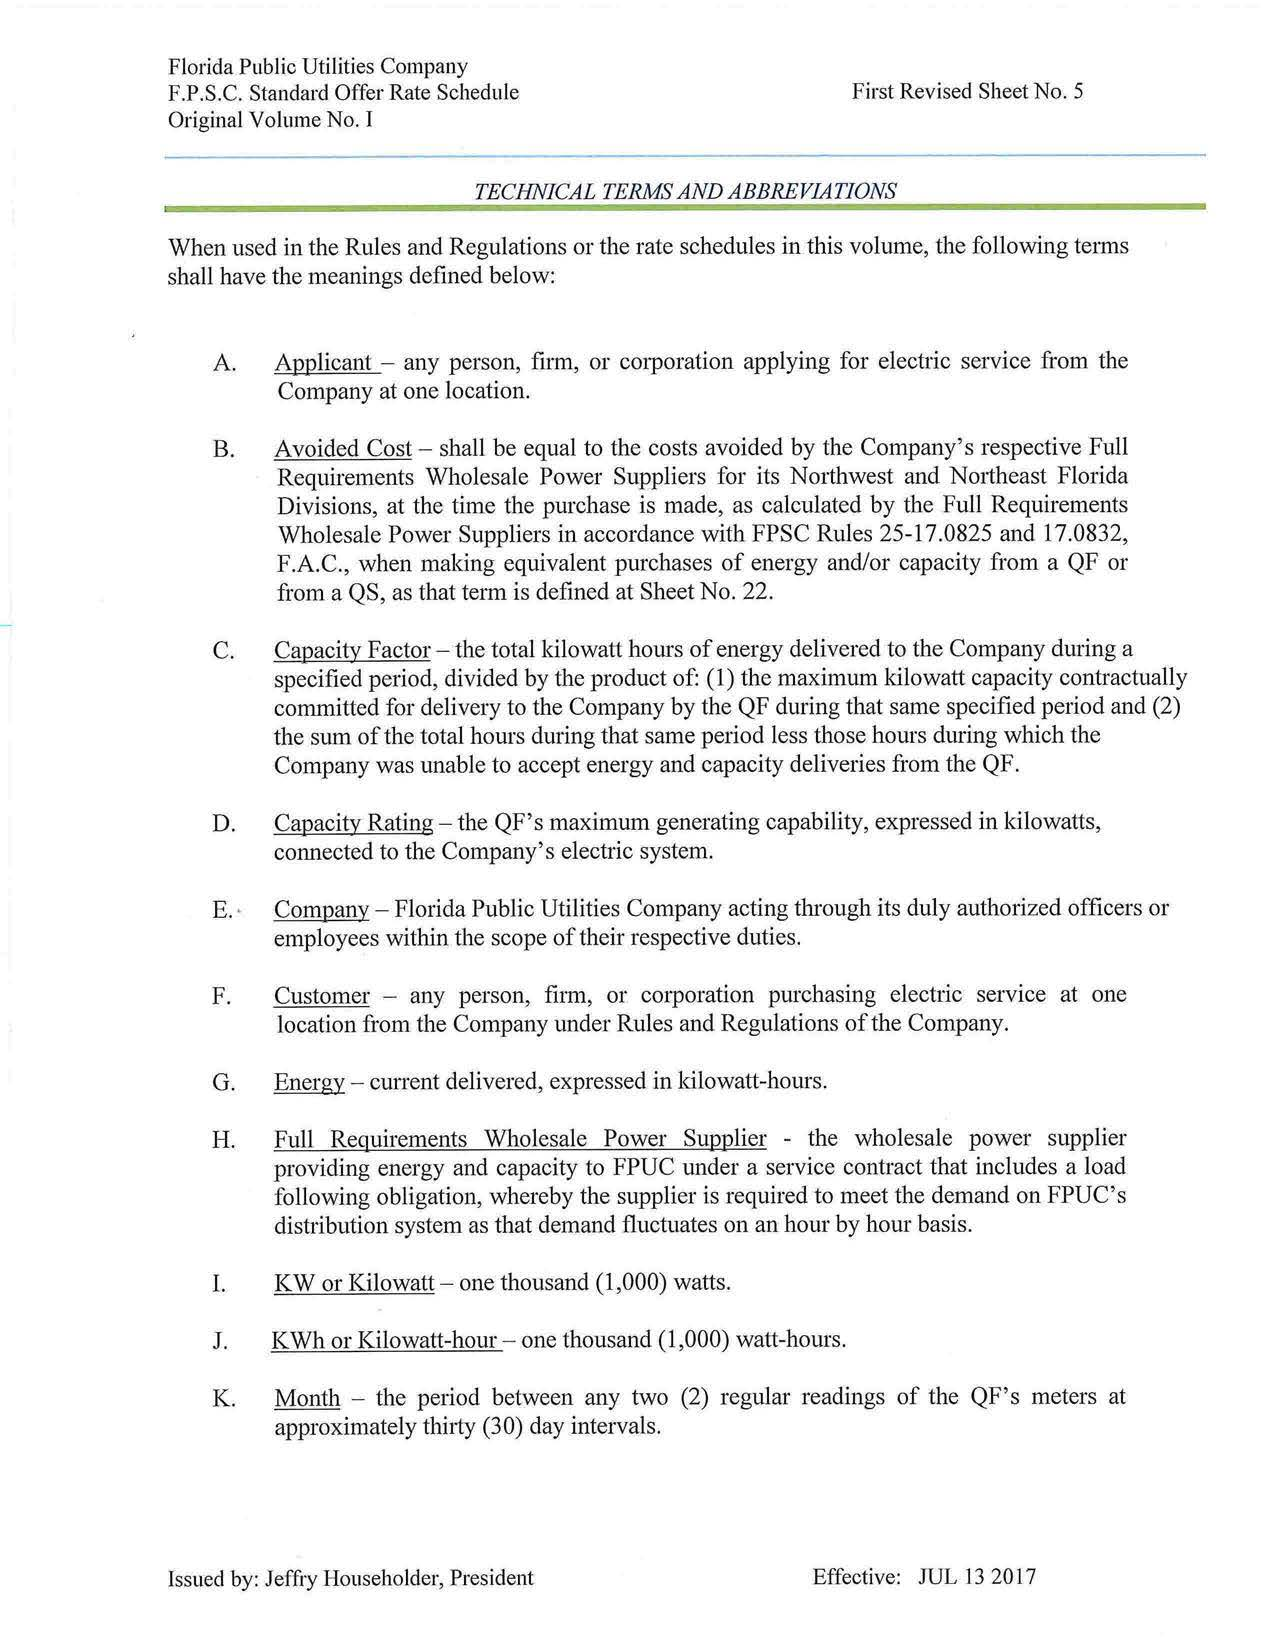 Florida Public Utilities Company
F.P.S.C. Standard Offer Rate Schedule
First Revised Sheet No. 5
Original Volume No. I
TECHNICAL TERMS AND ABBREVIATIONS
When used in the Rules and Regulations or the rate schedules in this volume, the following terms
shall have the meanings defined below:
A. Applicant – any person, firm, or corporation applying for electric service from the
Company at one location.
B. Avoided Cost – shall be equal to the costs avoided by the Company's respective Full
Requirements Wholesale Power Suppliers for its Northwest and Northeast Florida
Divisions, at the time the purchase is made, as calculated by the Full Requirements
Wholesale Power Suppliers in accordance with FPSC Rules 25-17.0825 and 17.0832,
F.A.C., when making equivalent purchases of energy and/or capacity from a QF or
from a QS, as that term is defined at Sheet No. 22.
C. Capacity Factor – the total kilowatt hours of energy delivered to the Company during a
specified period, divided by the product of: (1) the maximum kilowatt capacity contractually
committed for delivery to the Company by the QF during that same specified period and (2)
the sum of the total hours during that same period less those hours during which the
Company was unable to accept energy and capacity deliveries from the QF.
D. Capacity Rating – the QF's maximum generating capability, expressed in kilowatts,
connected to the Company's electric system.
E. Company – Florida Public Utilities Company acting through its duly authorized officers or
employees within the scope of their respective duties.
F. Customer – any person, firm, or corporation purchasing electric service at one
location from the Company under Rules and Regulations of the Company.
G. Energy – current delivered, expressed in kilowatt-hours.
H. Full Requirements Wholesale Power Supplier - the wholesale power supplier
providing energy and capacity to FPUC under a service contract that includes a load
following obligation, whereby the supplier is required to meet the demand on FPUC's
distribution system as that demand fluctuates on an hour by hour basis.
I. KW or Kilowatt – one thousand (1,000) watts.
J. KWh or Kilowatt-hour – one thousand (1,000) watt-hours.
K. Month – the period between any two (2) regular readings of the QF's meters at
approximately thirty (30) day intervals.
Issued by: Jeffry Householder, President
Effective: JUL 13 2017